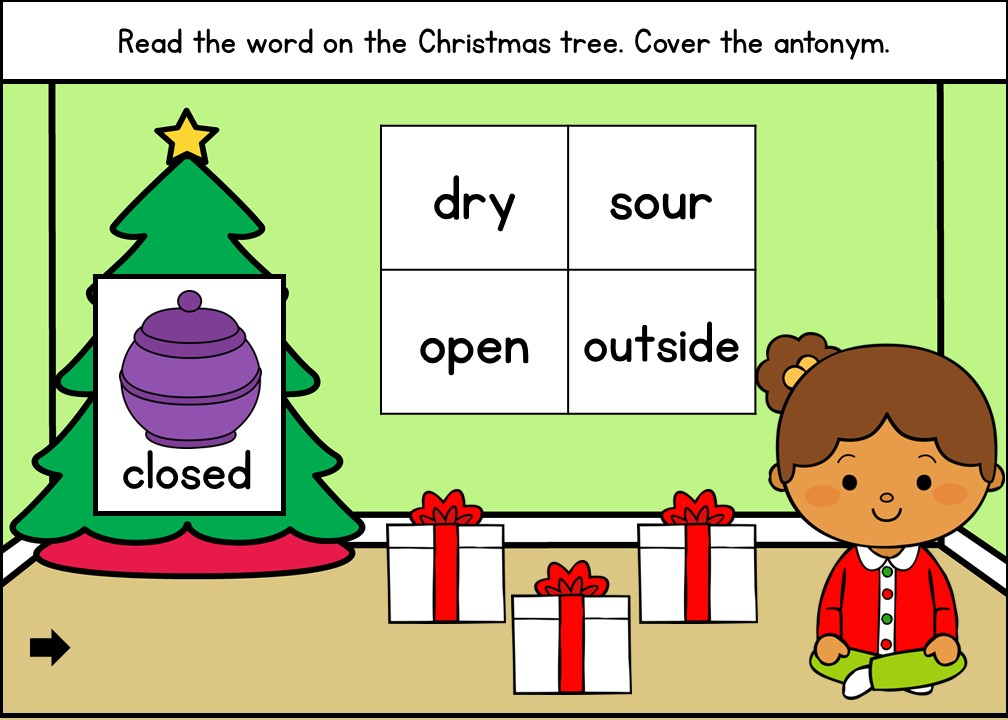 Read the word on the Christmas tree. Cover the antonym.
dry sour
open outside
closed